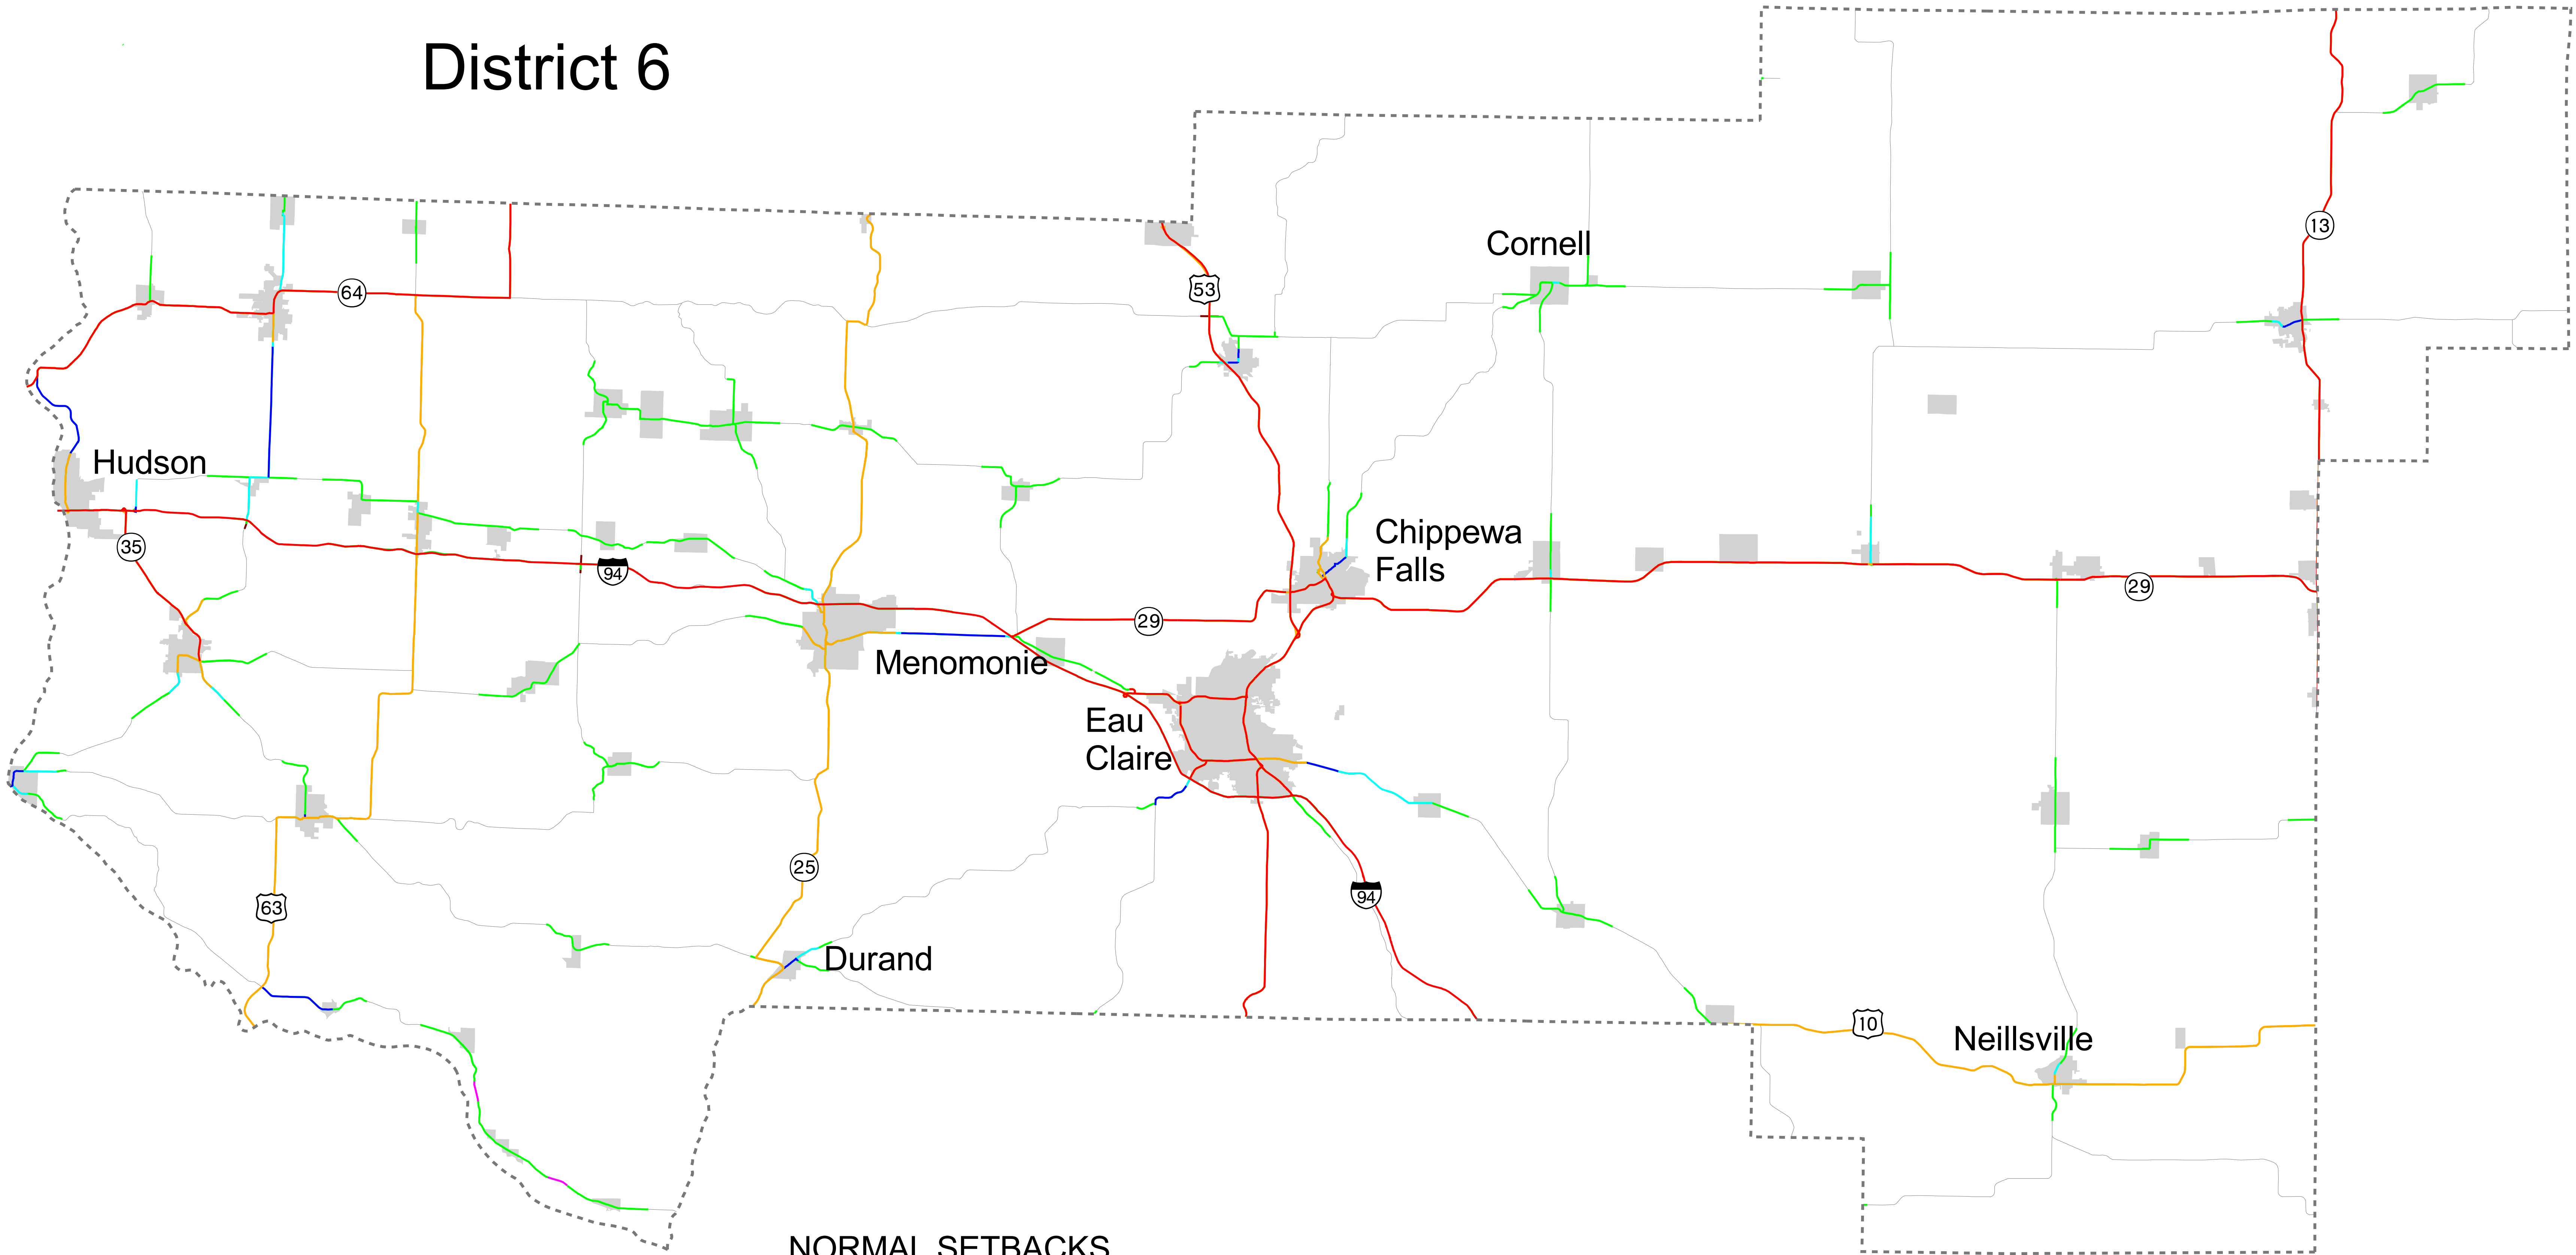 District 6
13
Cornell
53
64
Hudson
Chippewa
Falls
35
94
29
29
Menomonie
Eau
Claire
25
94
63
Durand
10
Neillsville
NORMAL SETBACKS